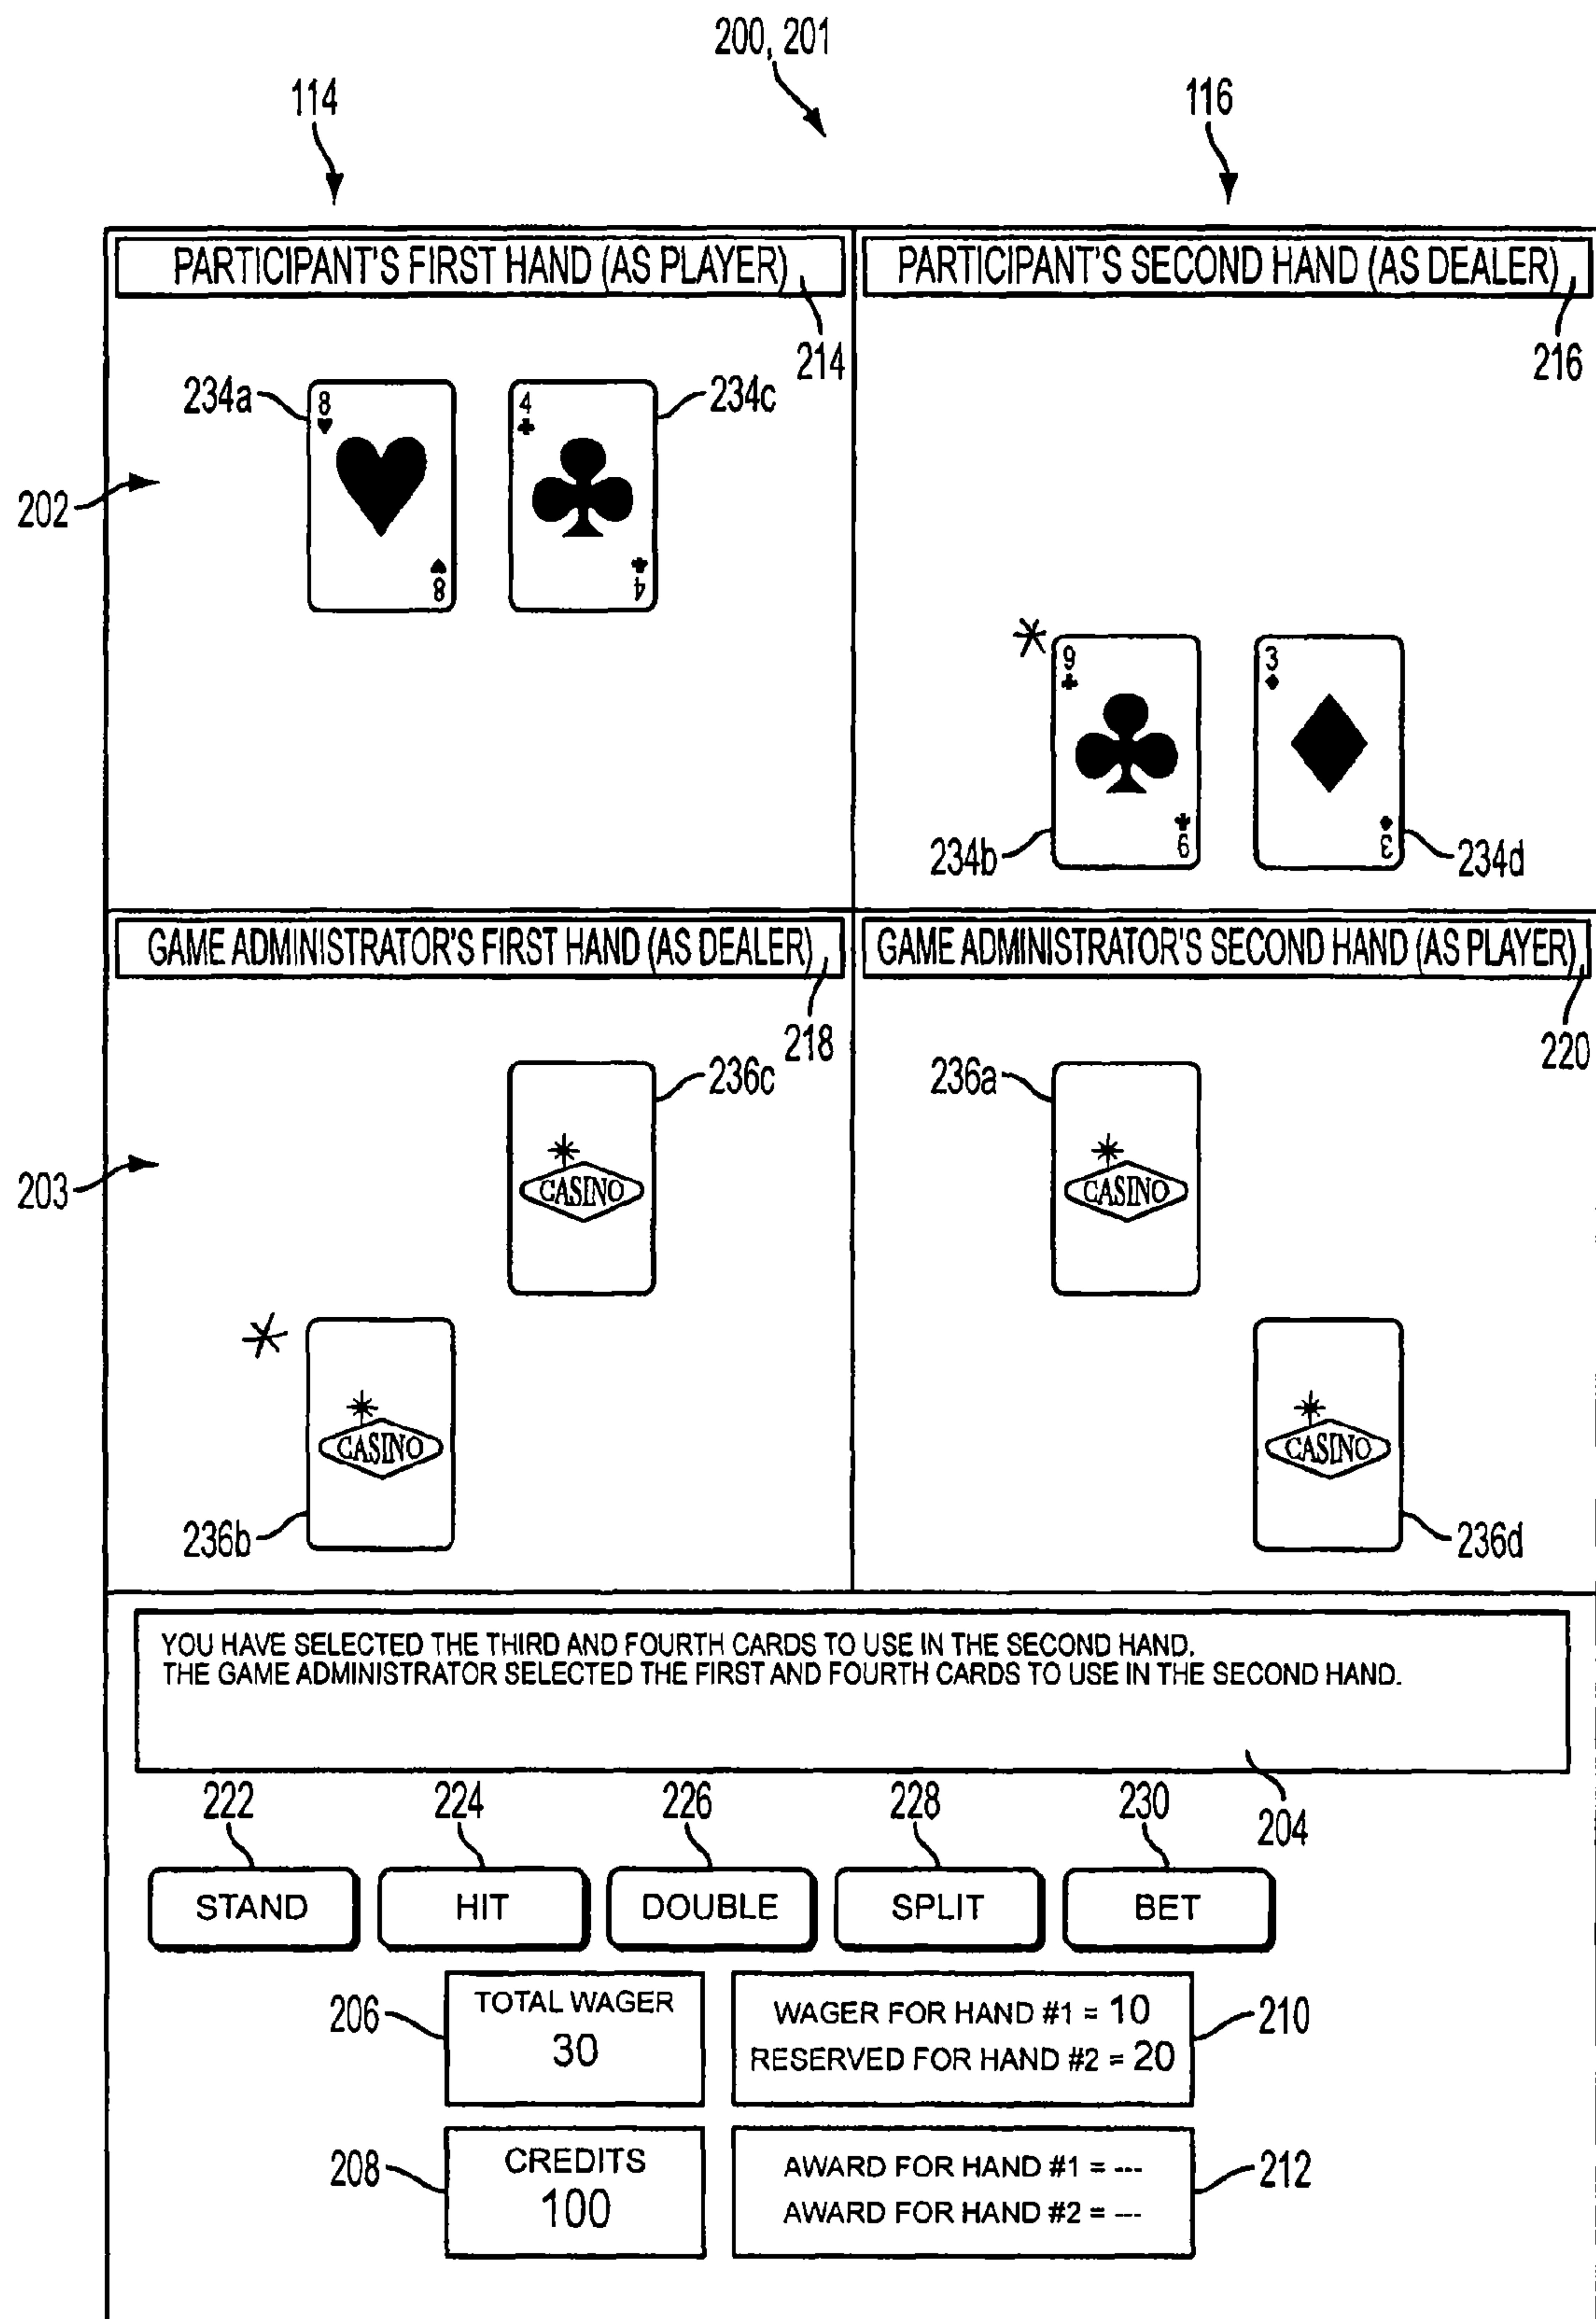 200, 201
114
116
PARTICIPANT'S FIRST HAND (AS PLAYER)
PARTICIPANT'S SECOND HAND (AS DEALER)
214
216
234a
8
4
234c
202
8
4
9
3
234b
9
3
234d
GAME ADMINISTRATOR'S FIRST HAND (AS DEALER)
GAME ADMINISTRATOR'S SECOND HAND (AS PLAYER)
218
220
236c
236a
203
CASINO
CASINO
CASINO
CASINO
236b
236d
YOU HAVE SELECTED THE THIRD AND FOURTH CARDS TO USE IN THE SECOND HAND.
THE GAME ADMINISTRATOR SELECTED THE FIRST AND FOURTH CARDS TO USE IN THE SECOND HAND.
222
224
226
228
230
204
STAND
HIT
DOUBLE
SPLIT
BET
206
TOTAL WAGER
30
WAGER FOR HAND #1 = 10
RESERVED FOR HAND #2 = 20
210
208
CREDITS
100
AWARD FOR HAND #1 = ---
AWARD FOR HAND #2 = ---
212